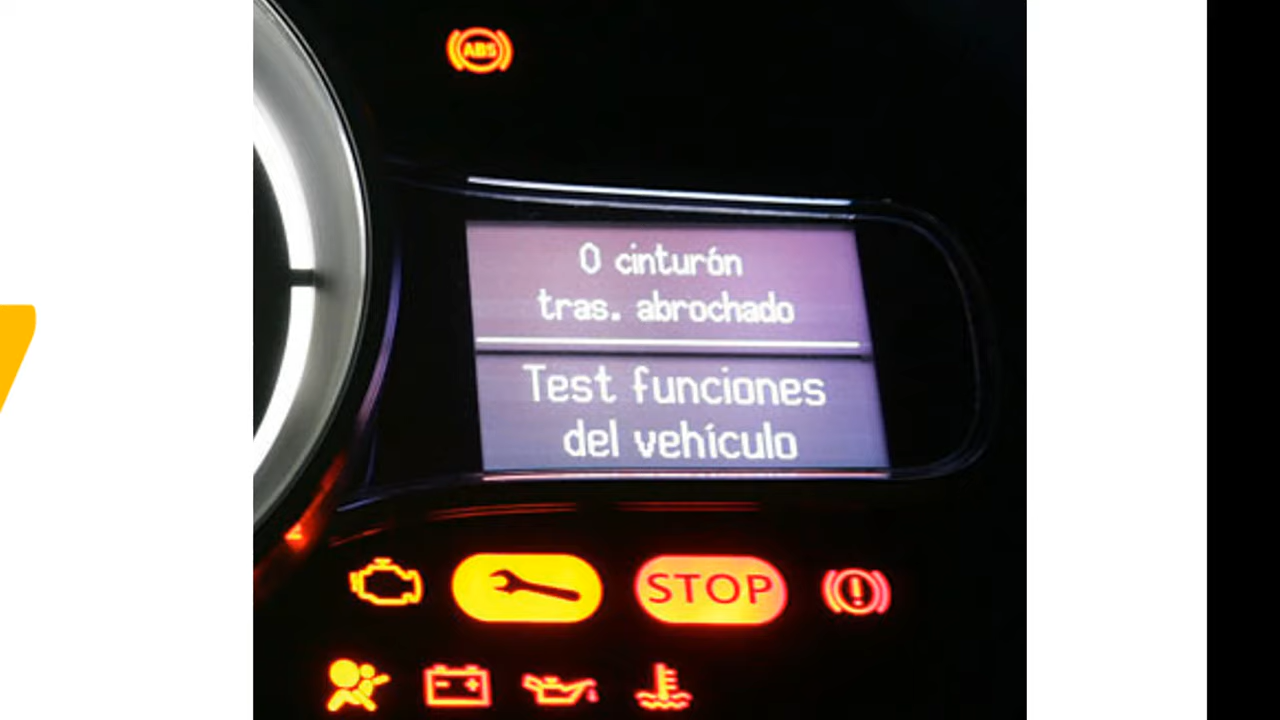 ABS
0 cinturón
tras. abrochado
Test funciones
del vehículo
STOP